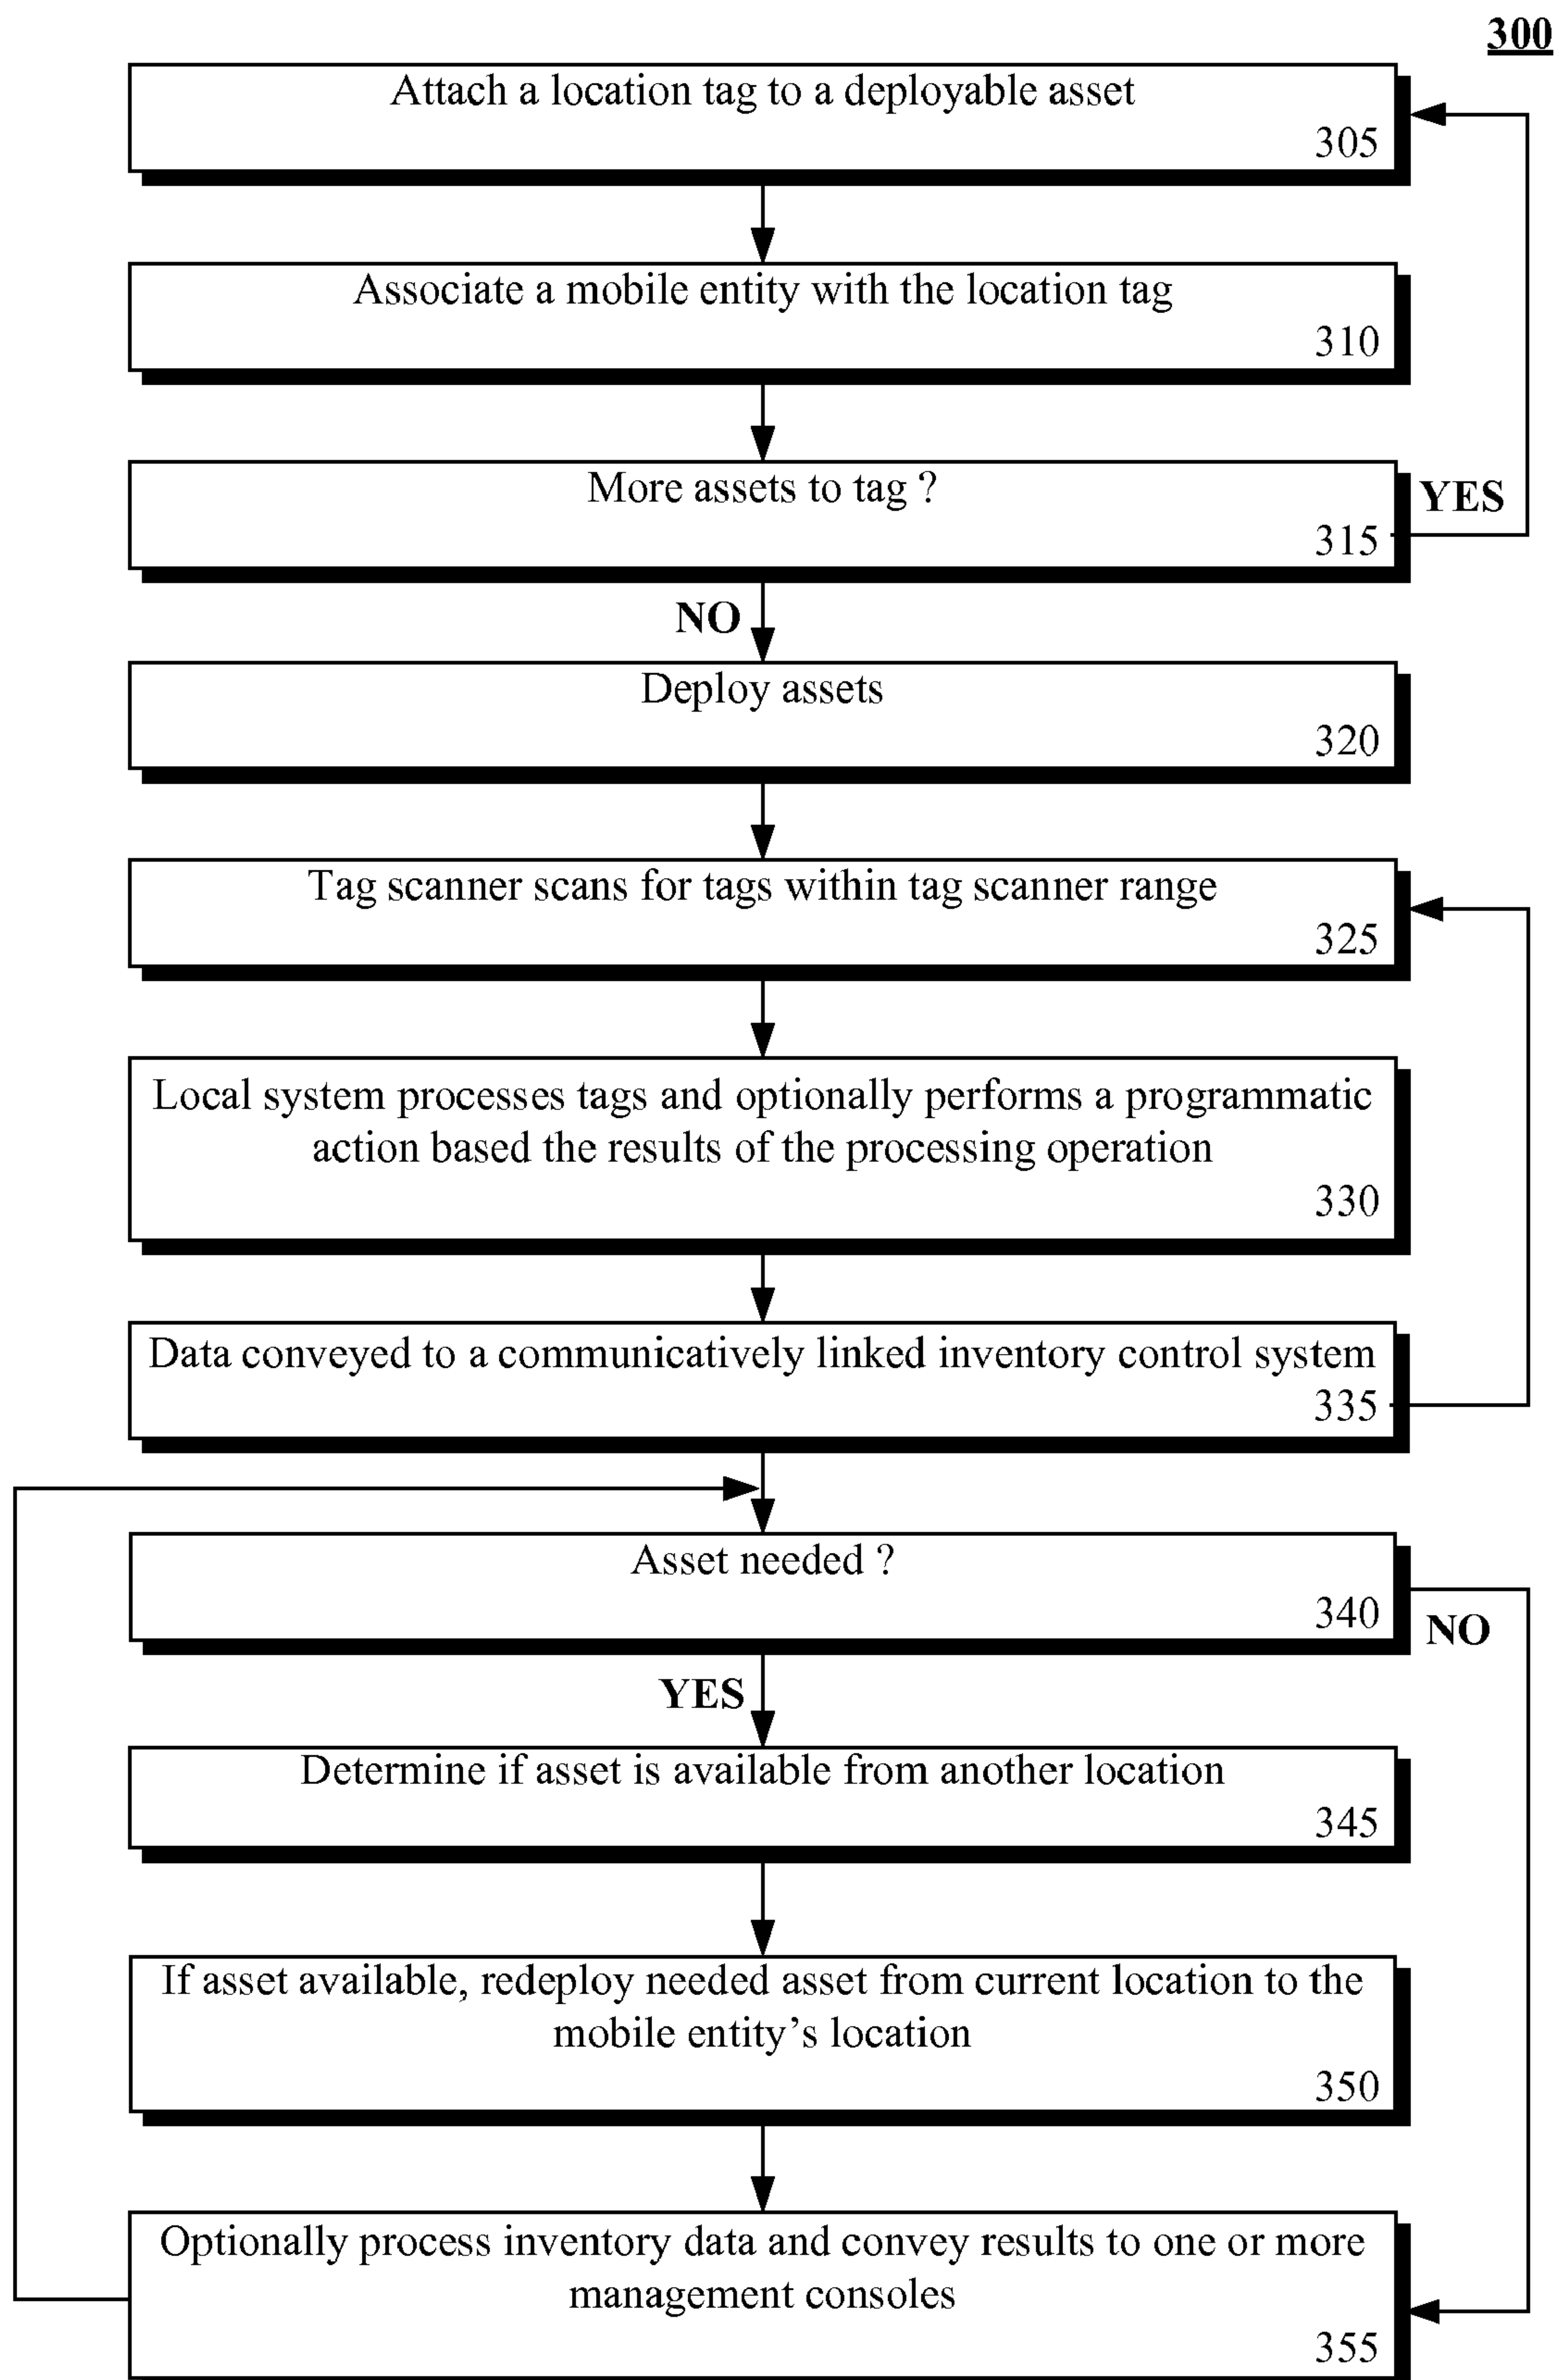 300
Attach a location tag to a deployable asset
305
Associate a mobile entity with the location tag
310
More assets to tag ?
315
YES
NO
Deploy assets
320
Tag scanner scans for tags within tag scanner range
325
Local system processes tags and optionally performs a programmatic
action based the results of the processing operation
330
Data conveyed to a communicatively linked inventory control system
335
Asset needed ?
340
NO
YES
Determine if asset is available from another location
345
If asset available, redeploy needed asset from current location to the
mobile entity’s location
350
Optionally process inventory data and convey results to one or more
management consoles
355